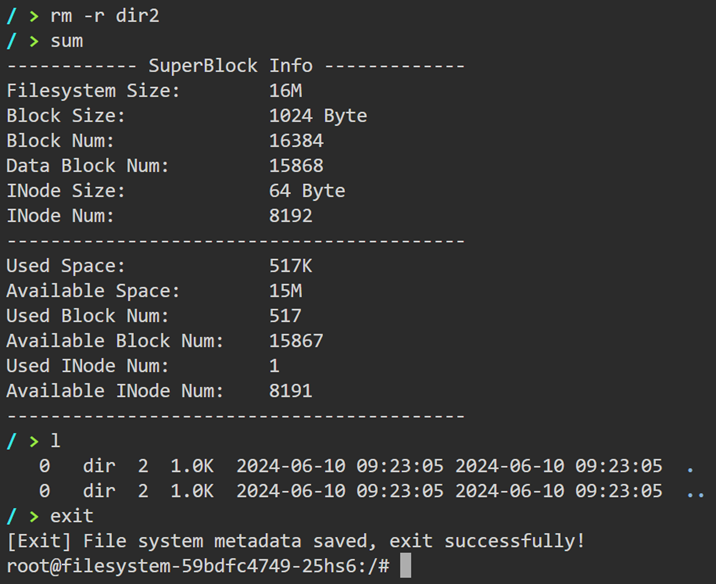 / > rm -r dir2
/ > sum
------------ SuperBlock Info -------------
Filesystem Size:        16M
Block Size:             1024 Byte
Block Num:              16384
Data Block Num:         15868
INode Size:             64 Byte
INode Num:              8192
------------------------------------------
Used Space:             517K
Available Space:        15M
Used Block Num:         517
Available Block Num:    15867
Used INode Num:         1
Available INode Num:    8191
------------------------------------------
/ > l
   0   dir  2  1.0K  2024-06-10 09:23:05 2024-06-10 09:23:05  .
   0   dir  2  1.0K  2024-06-10 09:23:05 2024-06-10 09:23:05  ..
/ > exit
[Exit] File system metadata saved, exit successfully!
root@filesystem-59bdfc4749-25hs6:/#